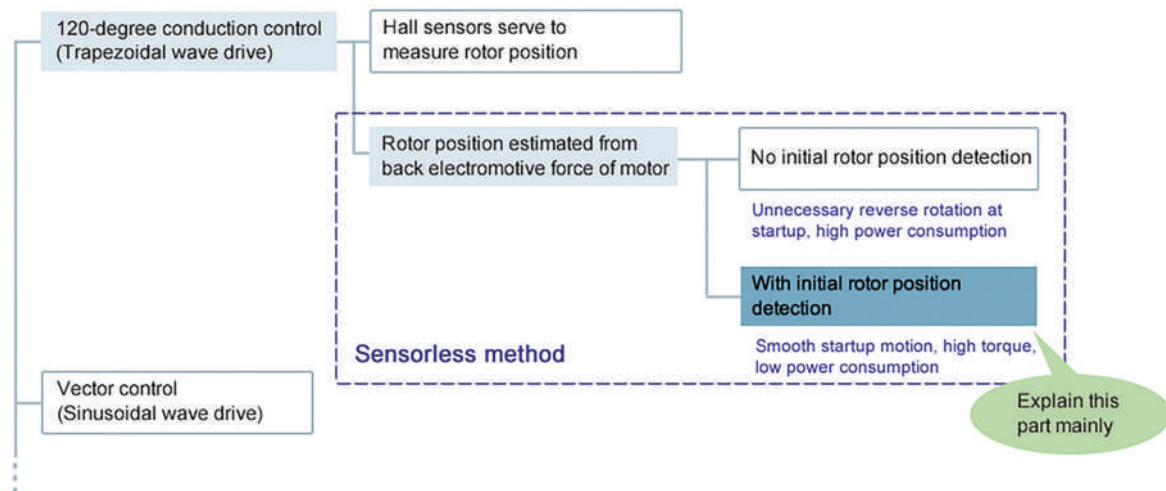 120-degree conduction control
(Trapezoidal wave drive)
Hall sensors serve to
measure rotor position
Rotor position estimated from
back electromotive force of motor
No initial rotor position detection
Unnecessary reverse rotation at
startup, high power consumption
With initial rotor position
detection
Smooth startup motion, high torque,
low power consumption
Sensorless method
Vector control
(Sinusoidal wave drive)
Explain this
part mainly